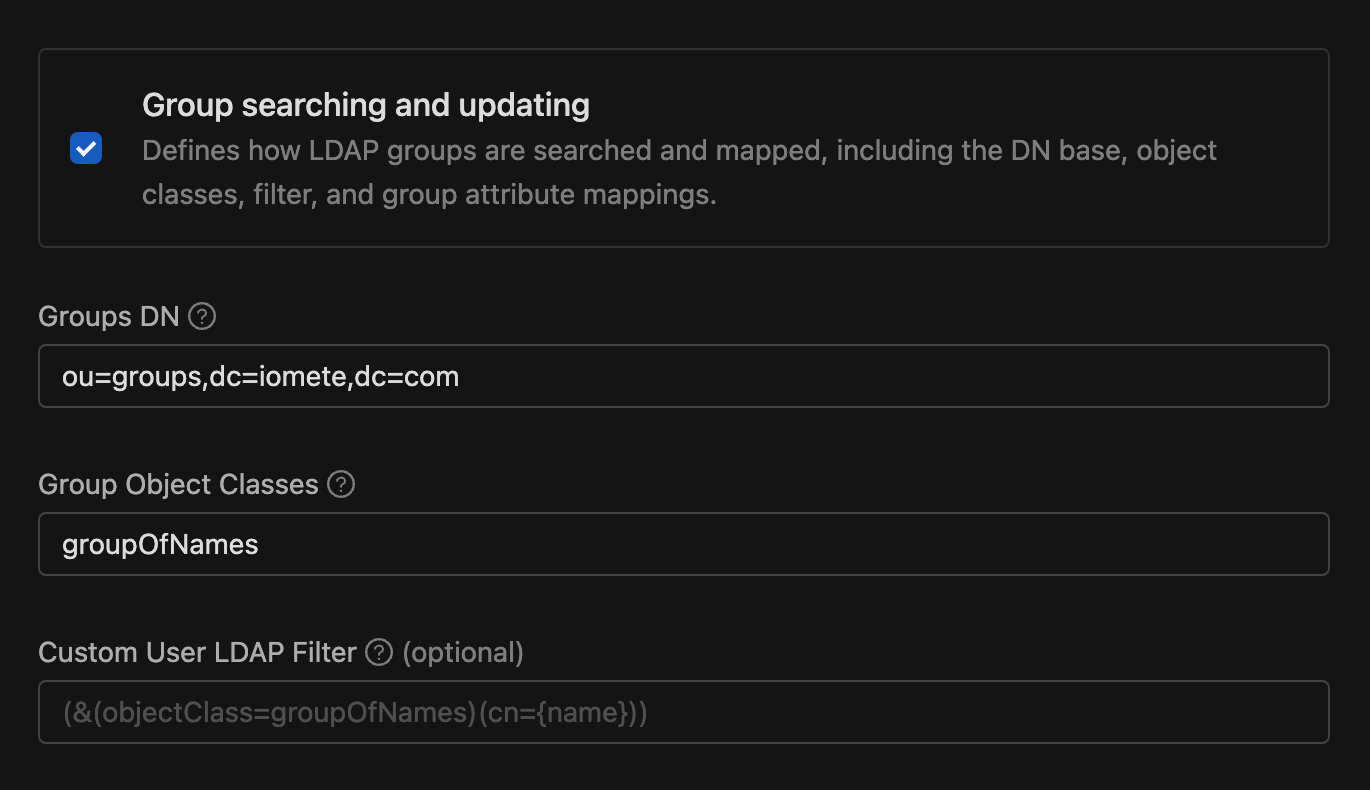 Group searching and updating
Defines how LDAP groups are searched and mapped, including the DN base, object
classes, filter, and group attribute mappings.
Groups DN ?
ou=groups,dc=iomete,dc=com
Group Object Classes ?
groupOfNames
Custom User LDAP Filter ? (optional)
(&(objectClass=groupOfNames)(cn={name}))